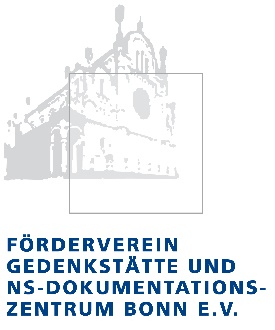 FÖRDERVEREIN
GEDENKSTÄTTE UND
NS-DOKUMENTATIONS-
ZENTRUM BONN E.V.